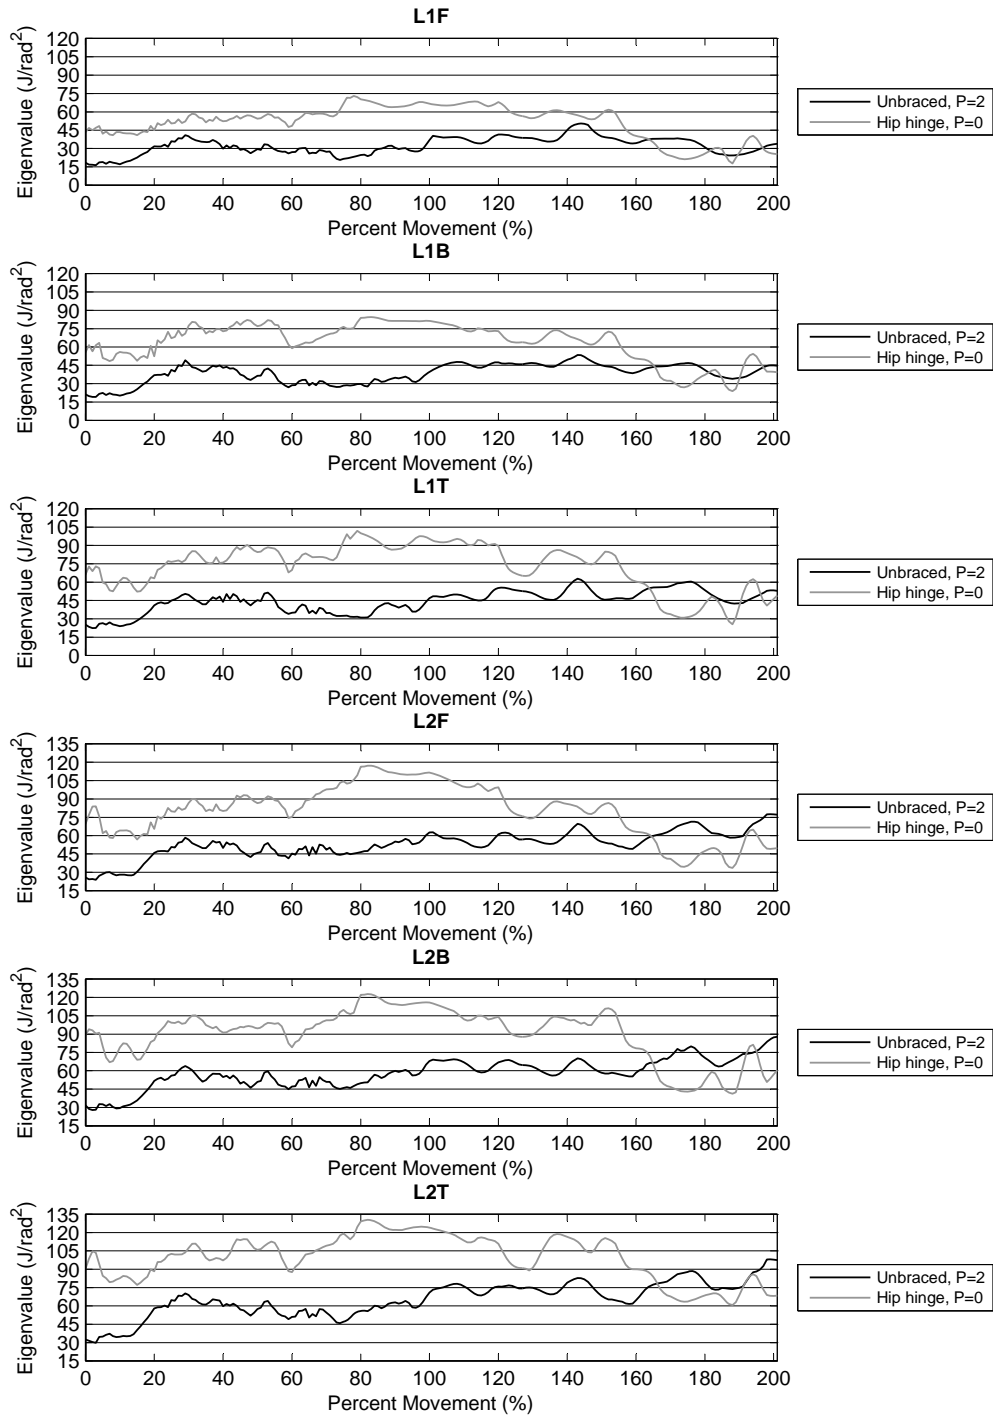 L1F
120
105
90
75
60
45
30
15
0
Eigenvalue (J/rad²)
0 20 40 60 80 100 120 140 160 180 200
Percent Movement (%)
Unbraced, P=2
Hip hinge, P=0
L1B
120
105
90
75
60
45
30
15
0
Eigenvalue (J/rad²)
0 20 40 60 80 100 120 140 160 180 200
Percent Movement (%)
Unbraced, P=2
Hip hinge, P=0
L1T
120
105
90
75
60
45
30
15
0
Eigenvalue (J/rad²)
0 20 40 60 80 100 120 140 160 180 200
Percent Movement (%)
Unbraced, P=2
Hip hinge, P=0
L2F
135
120
105
90
75
60
45
30
15
Eigenvalue (J/rad²)
0 20 40 60 80 100 120 140 160 180 200
Percent Movement (%)
Unbraced, P=2
Hip hinge, P=0
L2B
135
120
105
90
75
60
45
30
15
Eigenvalue (J/rad²)
0 20 40 60 80 100 120 140 160 180 200
Percent Movement (%)
Unbraced, P=2
Hip hinge, P=0
L2T
135
120
105
90
75
60
45
30
15
Eigenvalue (J/rad²)
0 20 40 60 80 100 120 140 160 180 200
Percent Movement (%)
Unbraced, P=2
Hip hinge, P=0